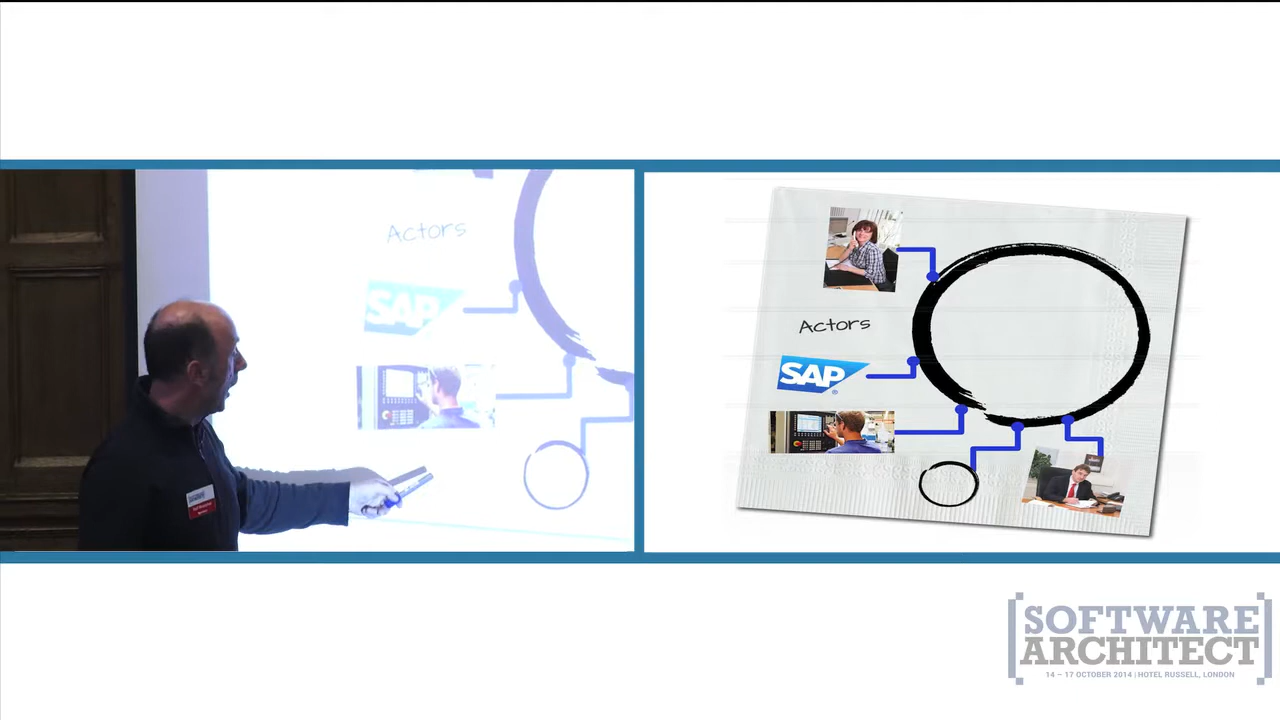 Actors
SAP
Actors
SAP
[SOFTWARE
ARCHITECT]
14 – 17 OCTOBER 2014 | HOTEL RUSSELL, LONDON